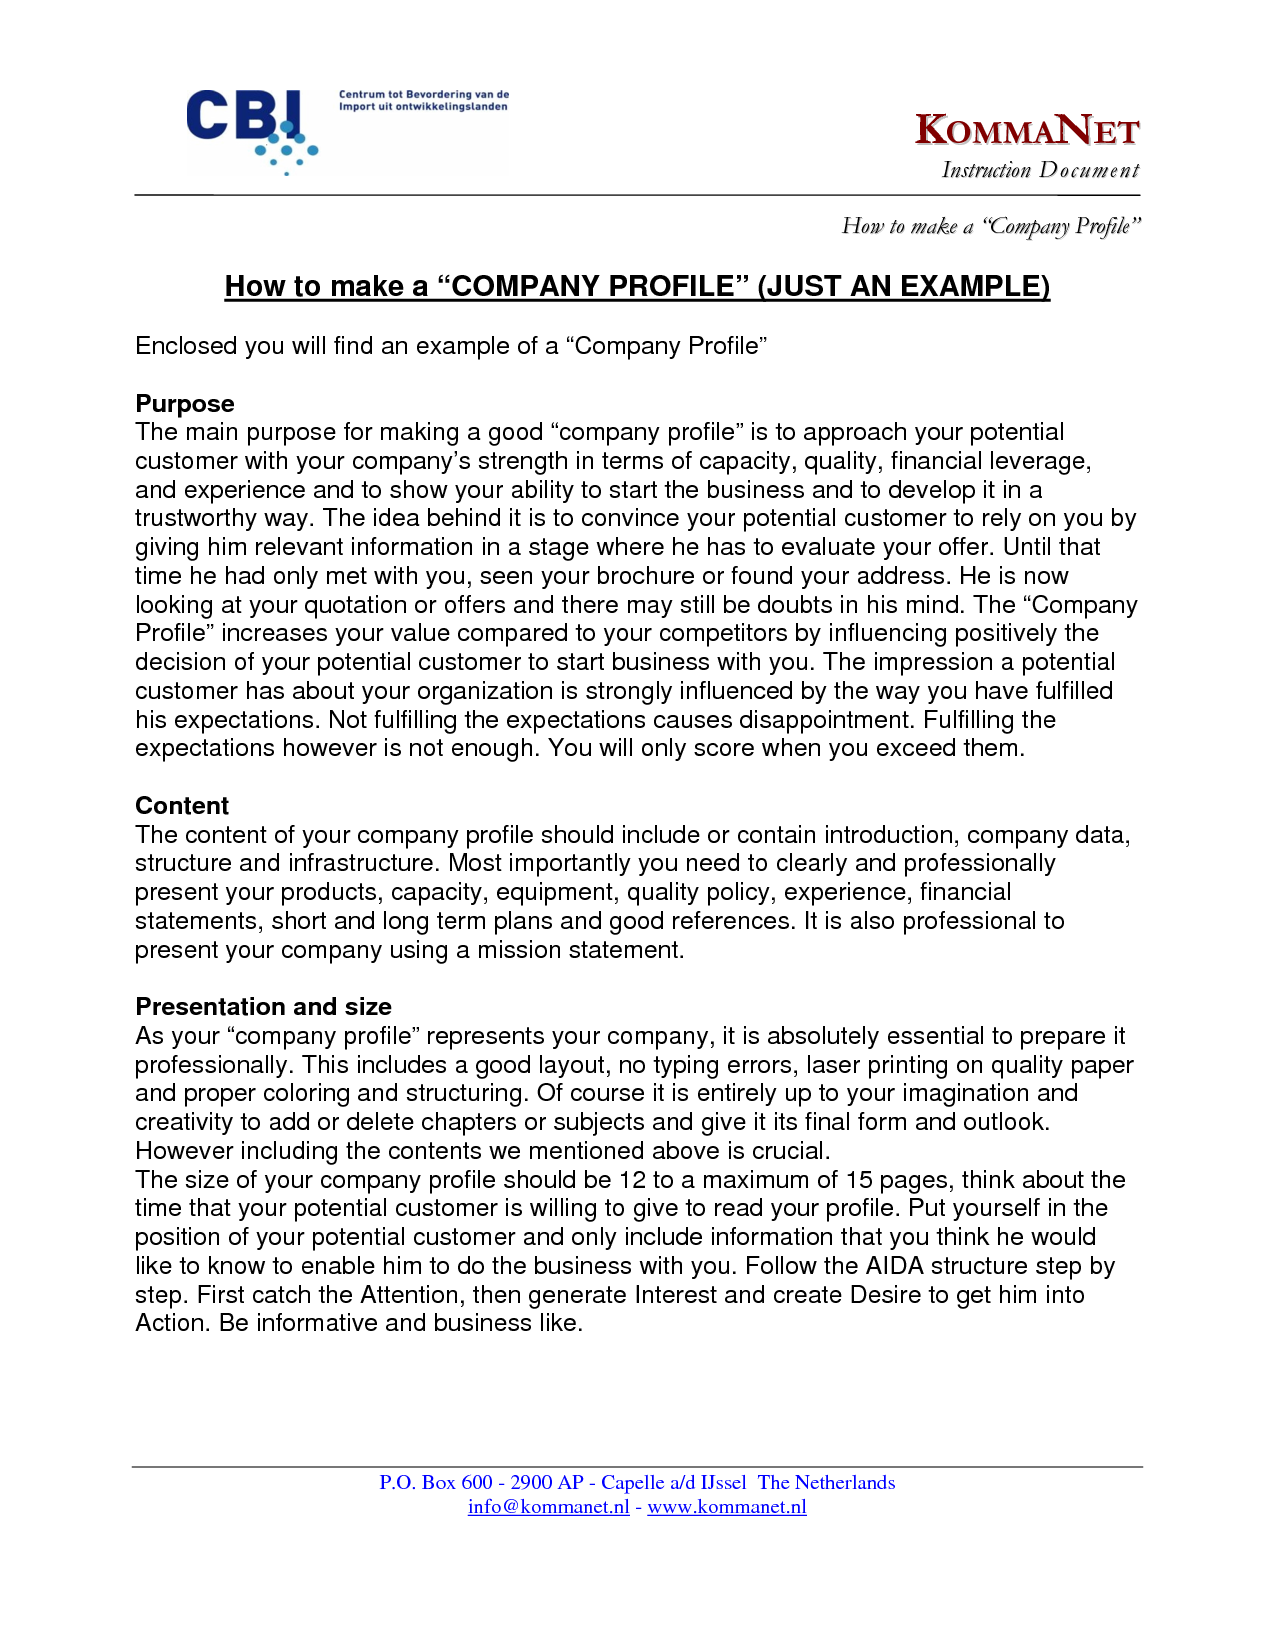 CBI
Centrum tot Bevordering van de
Import uit ontwikkelingslanden
KOMMANET
Instruction Document
How to make a “Company Profile”
How to make a “COMPANY PROFILE” (JUST AN EXAMPLE)
Enclosed you will find an example of a “Company Profile”
Purpose
The main purpose for making a good “company profile” is to approach your potential
customer with your company’s strength in terms of capacity, quality, financial leverage,
and experience and to show your ability to start the business and to develop it in a
trustworthy way. The idea behind it is to convince your potential customer to rely on you by
giving him relevant information in a stage where he has to evaluate your offer. Until that
time he had only met with you, seen your brochure or found your address. He is now
looking at your quotation or offers and there may still be doubts in his mind. The “Company
Profile” increases your value compared to your competitors by influencing positively the
decision of your potential customer to start business with you. The impression a potential
customer has about your organization is strongly influenced by the way you have fulfilled
his expectations. Not fulfilling the expectations causes disappointment. Fulfilling the
expectations however is not enough. You will only score when you exceed them.
Content
The content of your company profile should include or contain introduction, company data,
structure and infrastructure. Most importantly you need to clearly and professionally
present your products, capacity, equipment, quality policy, experience, financial
statements, short and long term plans and good references. It is also professional to
present your company using a mission statement.
Presentation and size
As your “company profile” represents your company, it is absolutely essential to prepare it
professionally. This includes a good layout, no typing errors, laser printing on quality paper
and proper coloring and structuring. Of course it is entirely up to your imagination and
creativity to add or delete chapters or subjects and give it its final form and outlook.
However including the contents we mentioned above is crucial.
The size of your company profile should be 12 to a maximum of 15 pages, think about the
time that your potential customer is willing to give to read your profile. Put yourself in the
position of your potential customer and only include information that you think he would
like to know to enable him to do the business with you. Follow the AIDA structure step by
step. First catch the Attention, then generate Interest and create Desire to get him into
Action. Be informative and business like.
P.O. Box 600 - 2900 AP - Capelle a/d IJssel  The Netherlands
info@kommanet.nl - www.kommanet.nl